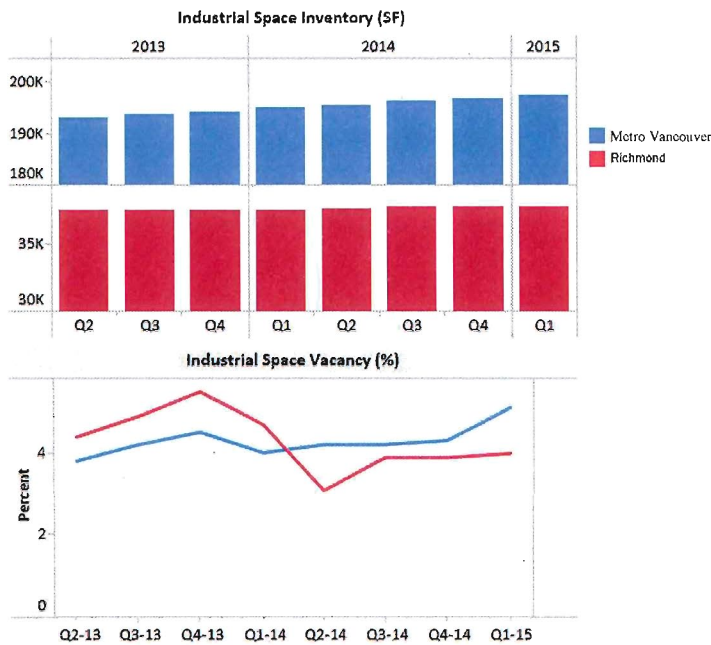 Industrial Space Inventory (SF)
2013 2014 2015
200K
190K
180K
Metro Vancouver
Richmond
35K
30K
Q2 Q3 Q4 Q1 Q2 Q3 Q4 Q1
Industrial Space Vacancy (%)
4
2
0
Percent
Q2-13 Q3-13 Q4-13 Q1-14 Q2-14 Q3-14 Q4-14 Q1-15